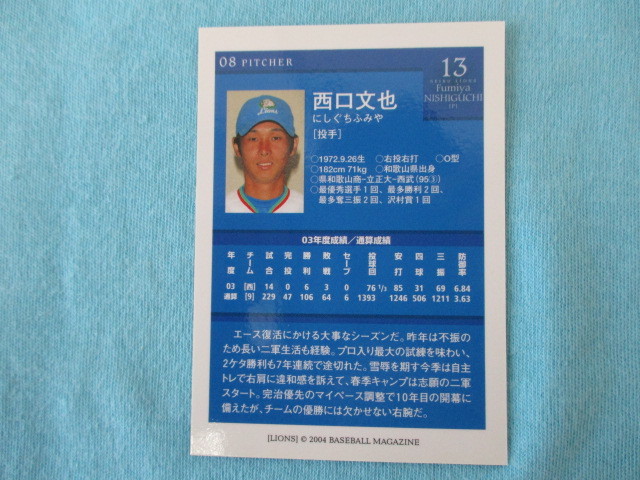 08 PITCHER
13
SEIBU LIONS
Fumiya
NISHIGUCHI
(P)
Lions
西口文也
にしぐちふみや
[投手]
○1972.9.26生 ○右投右打 ○O型
○182cm 71kg ○和歌山県出身
○県和歌山商−立正大−西武(95③)
○最優秀選手1回、最多勝利2回、
最多奪三振2回、沢村賞1回
03年度成績/通算成績
年度 チーム 試合 完投 勝利 敗戦 セーブ 投球回 安打 四球 三振 防御率
03 [西] 14 0 6 3 0 76 1/3 85 31 69 6.84
通算 [9] 229 47 106 64 6 1393 1246 506 1211 3.63
エース復活にかける大事なシーズンだ。昨年は不振の
ため長い二軍生活も経験。プロ入り最大の試練を味わい、
2ケタ勝利も7年連続で途切れた。雪辱を期す今季は自主
トレで右肩に違和感を訴えて、春季キャンプは志願の二軍
スタート。完治優先のマイペース調整で10年目の開幕に
備えたが、チームの優勝には欠かせない右腕だ。
[LIONS] © 2004 BASEBALL MAGAZINE